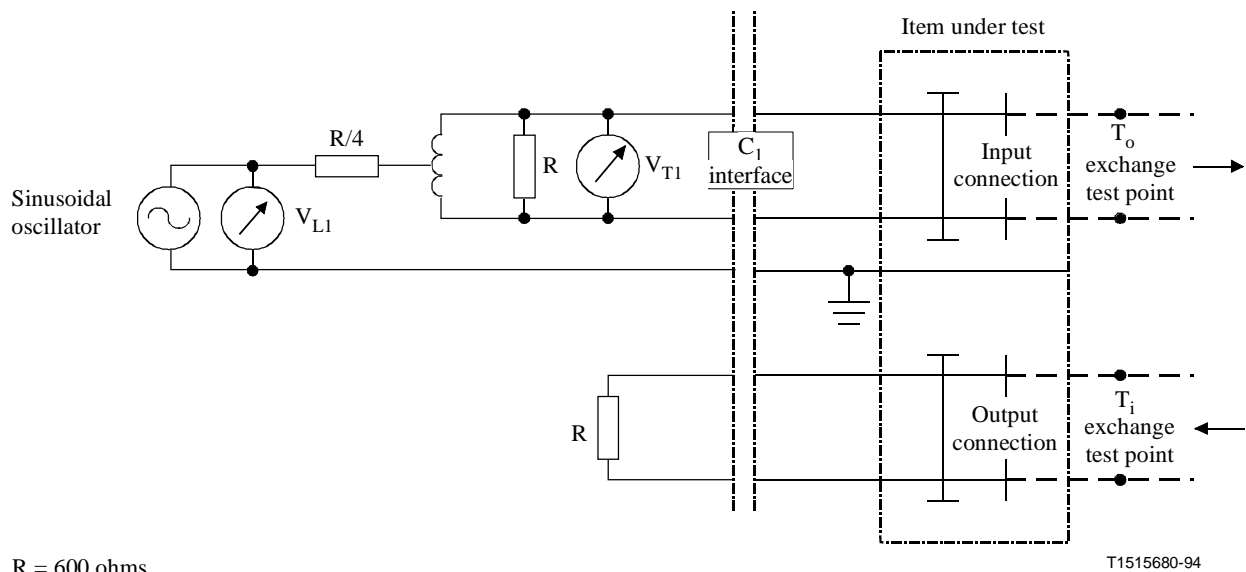 Item under test
R/4
R
V_T1
C_1
interface
Input
connection
T_o
exchange
test point
Sinusoidal
oscillator
V_L1
R
Output
connection
T_i
exchange
test point
R = 600 ohms
T1515680-94